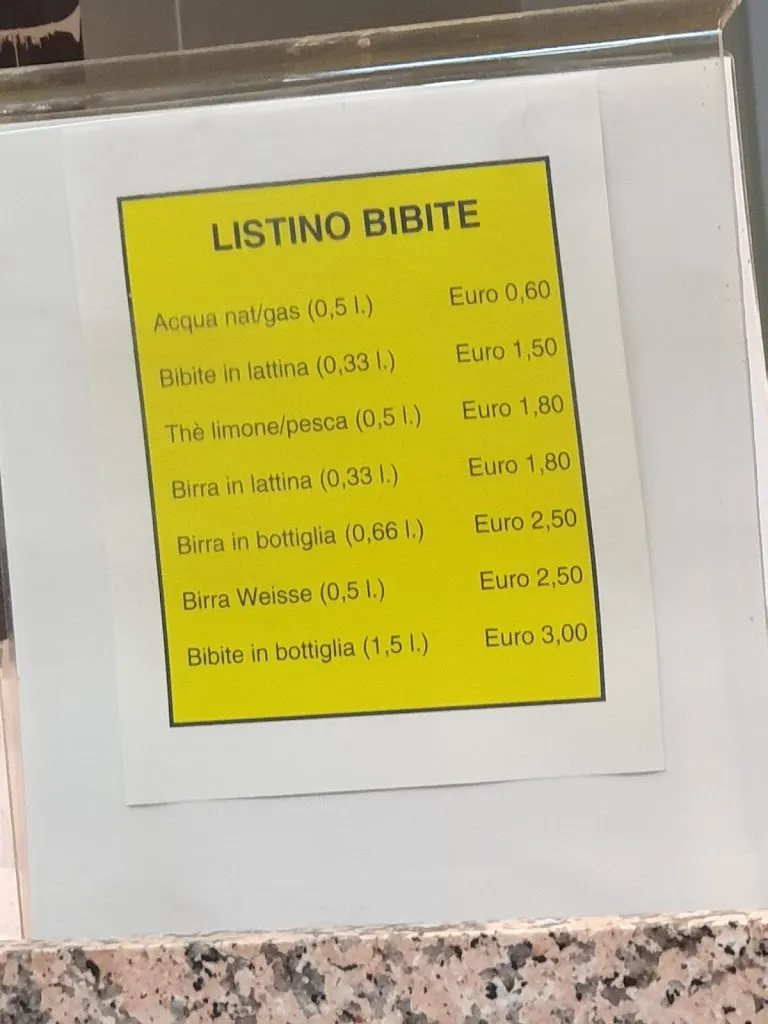 LISTINO BIBITE
Acqua nat/gas (0,5 l.) Euro 0,60
Bibite in lattina (0,33 l.) Euro 1,50
Thè limone/pesca (0,5 l.) Euro 1,80
Birra in lattina (0,33 l.) Euro 1,80
Birra in bottiglia (0,66 l.) Euro 2,50
Birra Weisse (0,5 l.) Euro 2,50
Bibite in bottiglia (1,5 l.) Euro 3,00